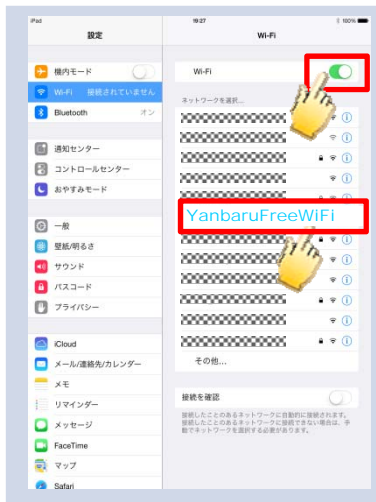 iPad
19:27
100%
設定
Wi-Fi
機内モード
Wi-Fi 接続されていません
Bluetooth オン
通知センター
コントロールセンター
おやすみモード
一般
壁紙/明るさ
サウンド
パスコード
プライバシー
iCloud
メール/連絡先/カレンダー
メモ
リマインダー
メッセージ
FaceTime
マップ
Safari
Wi-Fi
ネットワークを選択...
YanbaruFreeWiFi
その他...
接続を確認
接続したことのあるネットワークに自動的に接続されます。
接続したことのあるネットワークに接続できない場合は、手
動でネットワークを選択する必要があります。